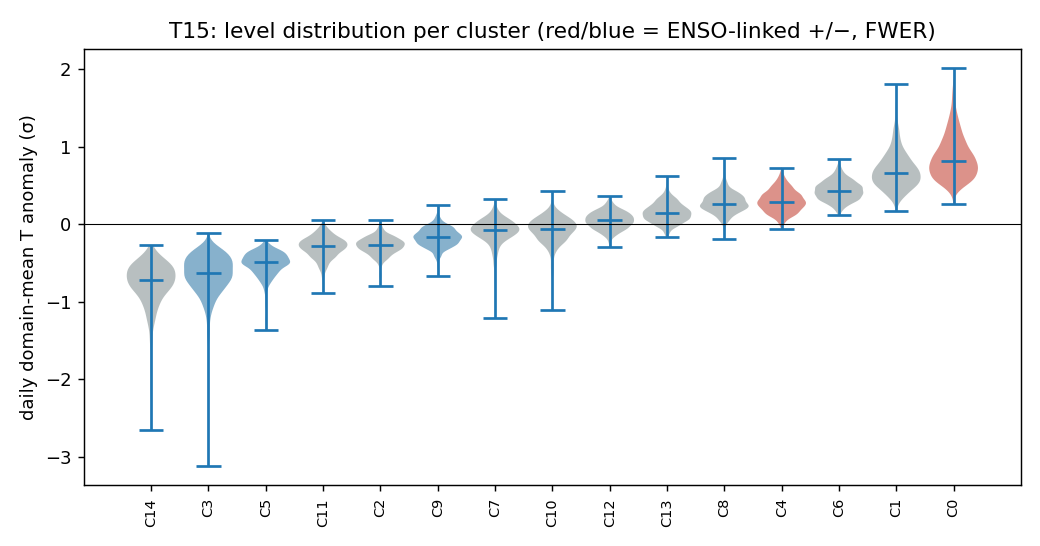 T15: level distribution per cluster (red/blue = ENSO-linked +/−, FWER)
daily domain-mean T anomaly (σ)
2
1
0
−1
−2
−3
C14 C3 C5 C11 C2 C9 C7 C10 C12 C13 C8 C4 C6 C1 C0